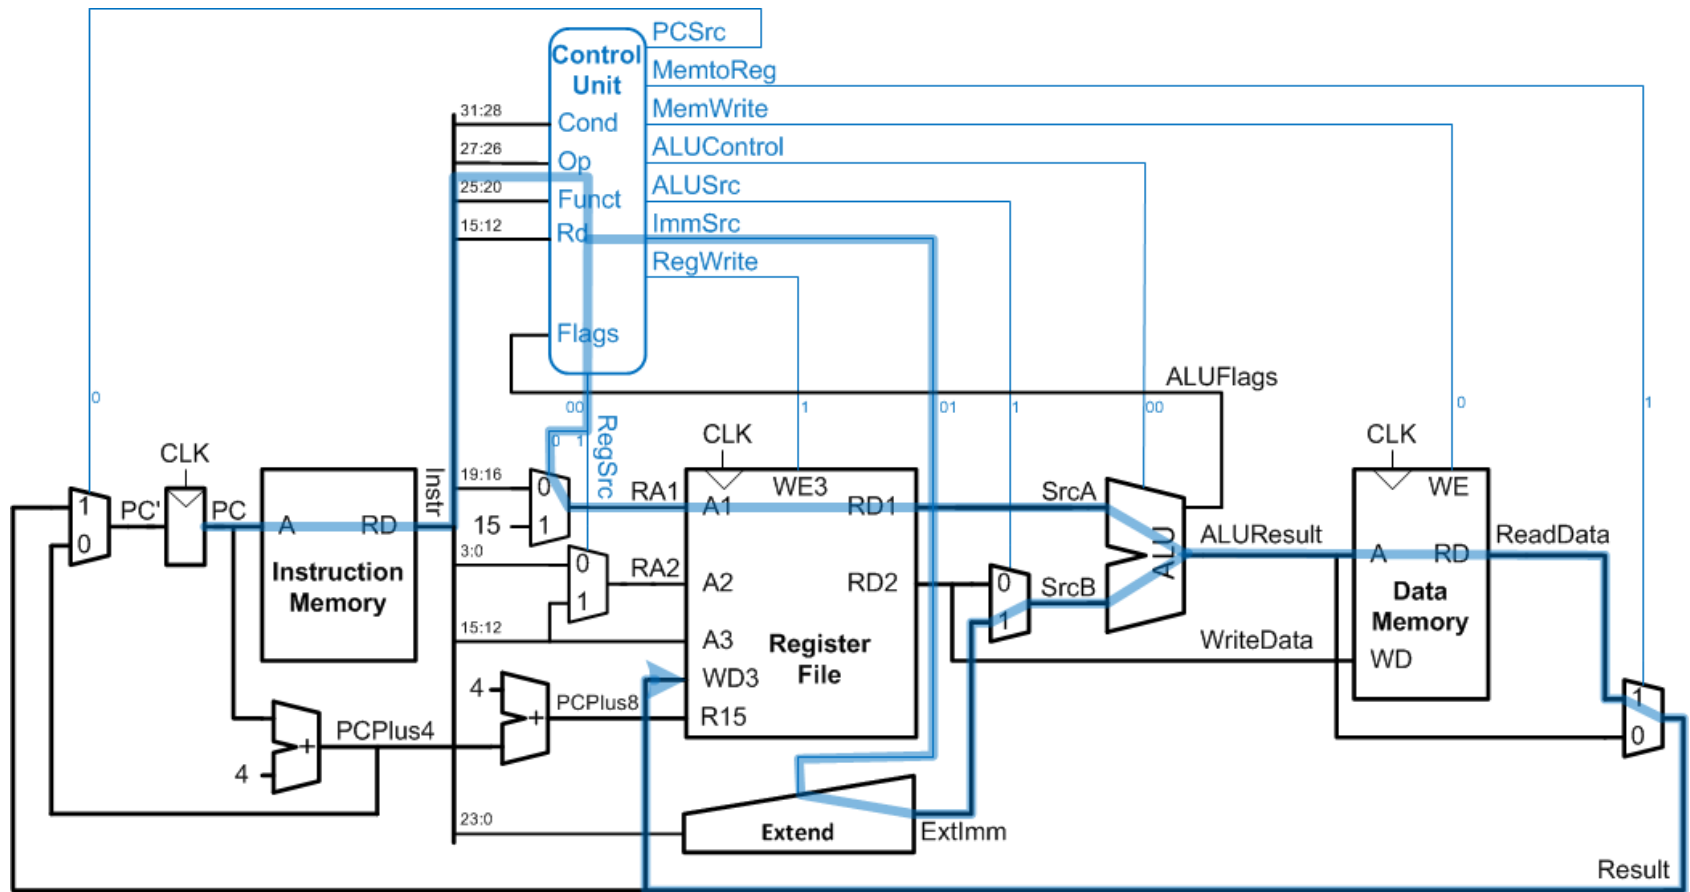 PCSrc
Control
Unit
MemtoReg
31:28
Cond
MemWrite
27:26
Op
ALUControl
25:20
Funct
ALUSrc
15:12
Rd
ImmSrc
RegWrite
Flags
ALUFlags
0
00
RegSrc
1
01
1
00
0
1
0 1
CLK
CLK
CLK
Instr
19:16
0
RA1
A1
WE3
RD1
SrcA
WE
1
PC'
PC
A
RD
15
1
ALU
ALUResult
A
RD
ReadData
0
3:0
0
RA2
A2
RD2
0
SrcB
Instruction
Memory
1
1
Data
Memory
15:12
A3
Register
File
WriteData
WD
4
WD3
PCPlus8
R15
+
1
PCPlus4
+
0
4
23:0
Extend
ExtImm
Result